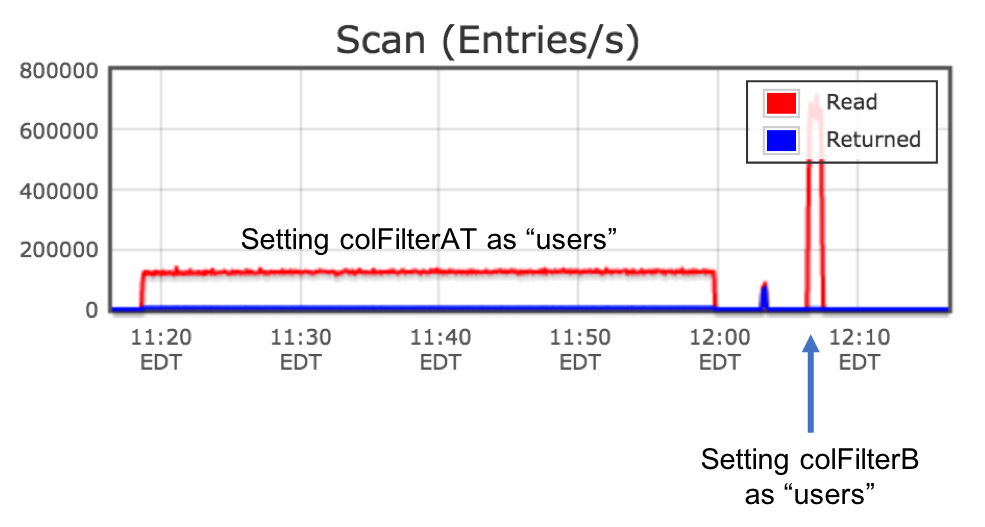 Scan (Entries/s)
800000
600000
400000
200000
0
Read
Returned
Setting colFilterAT as “users”
11:20
EDT
11:30
EDT
11:40
EDT
11:50
EDT
12:00
EDT
12:10
EDT
Setting colFilterB
as “users”